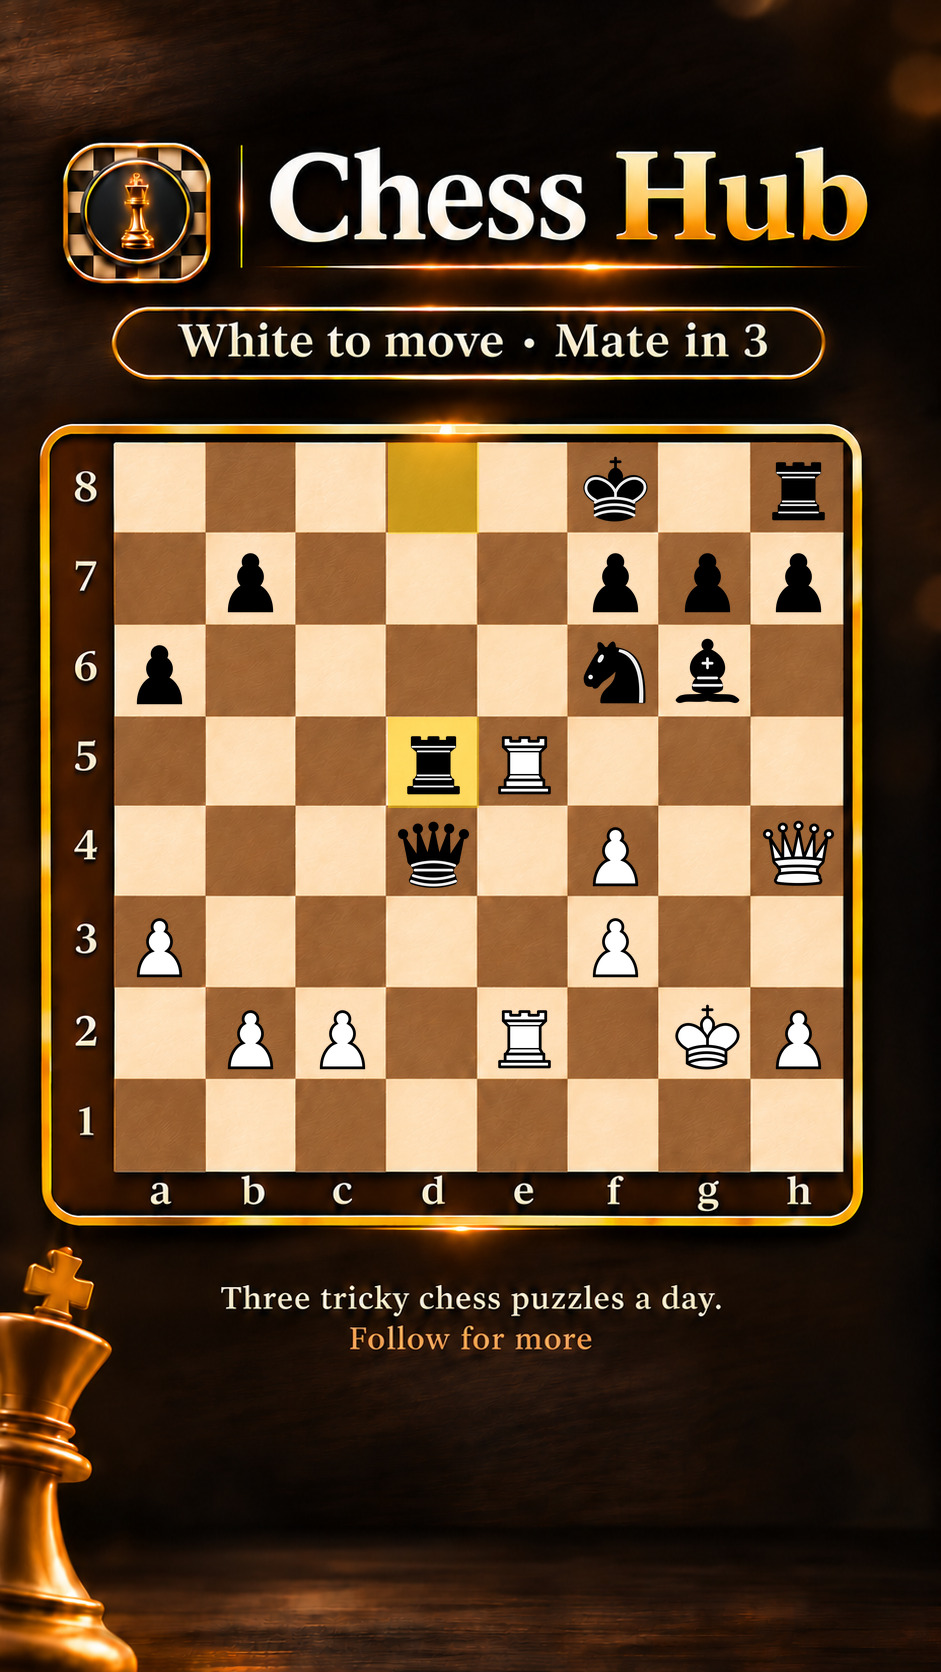 Chess Hub
White to move • Mate in 3
8
7
6
5
4
3
2
1
a b c d e f g h
Three tricky chess puzzles a day.
Follow for more